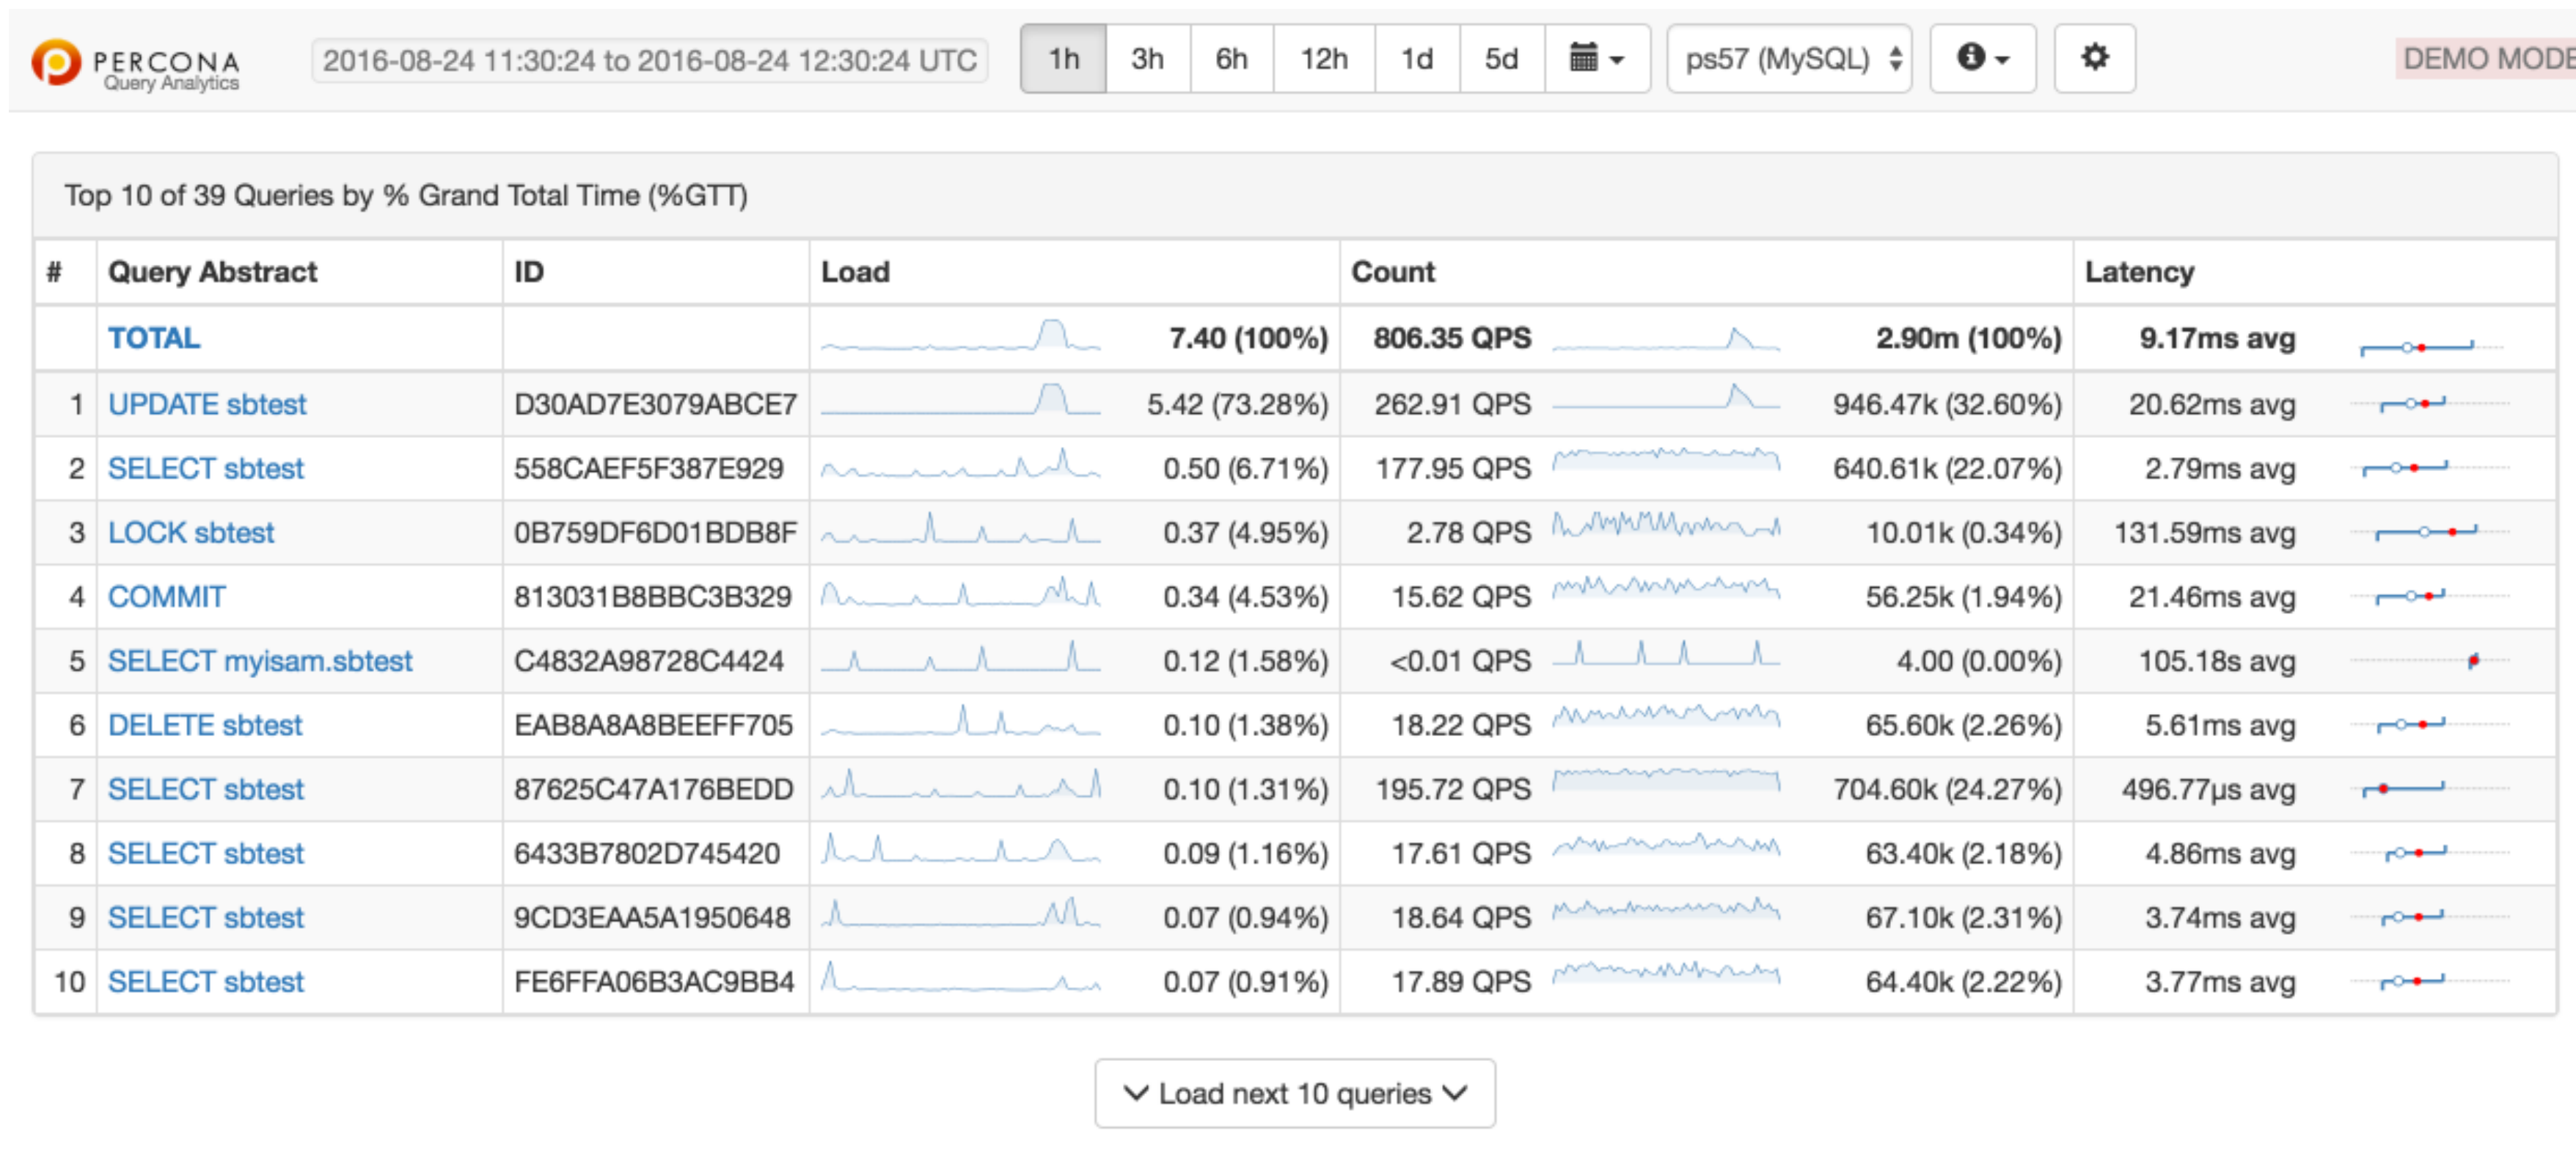 PERCONA
Query Analytics
2016-08-24 11:30:24 to 2016-08-24 12:30:24 UTC 1h 3h 6h 12h 1d 5d ps57 (MySQL) DEMO MODE
Top 10 of 39 Queries by % Grand Total Time (%GTT)
# Query Abstract ID Load Count Latency
TOTAL 7.40 (100%) 806.35 QPS 2.90m (100%) 9.17ms avg
1 UPDATE sbtest D30AD7E3079ABCE7 5.42 (73.28%) 262.91 QPS 946.47k (32.60%) 20.62ms avg
2 SELECT sbtest 558CAEF5F387E929 0.50 (6.71%) 177.95 QPS 640.61k (22.07%) 2.79ms avg
3 LOCK sbtest 0B759DF6D01BDB8F 0.37 (4.95%) 2.78 QPS 10.01k (0.34%) 131.59ms avg
4 COMMIT 813031B8BBC3B329 0.34 (4.53%) 15.62 QPS 56.25k (1.94%) 21.46ms avg
5 SELECT myisam.sbtest C4832A98728C4424 0.12 (1.58%) <0.01 QPS 4.00 (0.00%) 105.18s avg
6 DELETE sbtest EAB8A8A8BEEFF705 0.10 (1.38%) 18.22 QPS 65.60k (2.26%) 5.61ms avg
7 SELECT sbtest 87625C47A176BEDD 0.10 (1.31%) 195.72 QPS 704.60k (24.27%) 496.77µs avg
8 SELECT sbtest 6433B7802D745420 0.09 (1.16%) 17.61 QPS 63.40k (2.18%) 4.86ms avg
9 SELECT sbtest 9CD3EAA5A1950648 0.07 (0.94%) 18.64 QPS 67.10k (2.31%) 3.74ms avg
10 SELECT sbtest FE6FFA06B3AC9BB4 0.07 (0.91%) 17.89 QPS 64.40k (2.22%) 3.77ms avg
Load next 10 queries